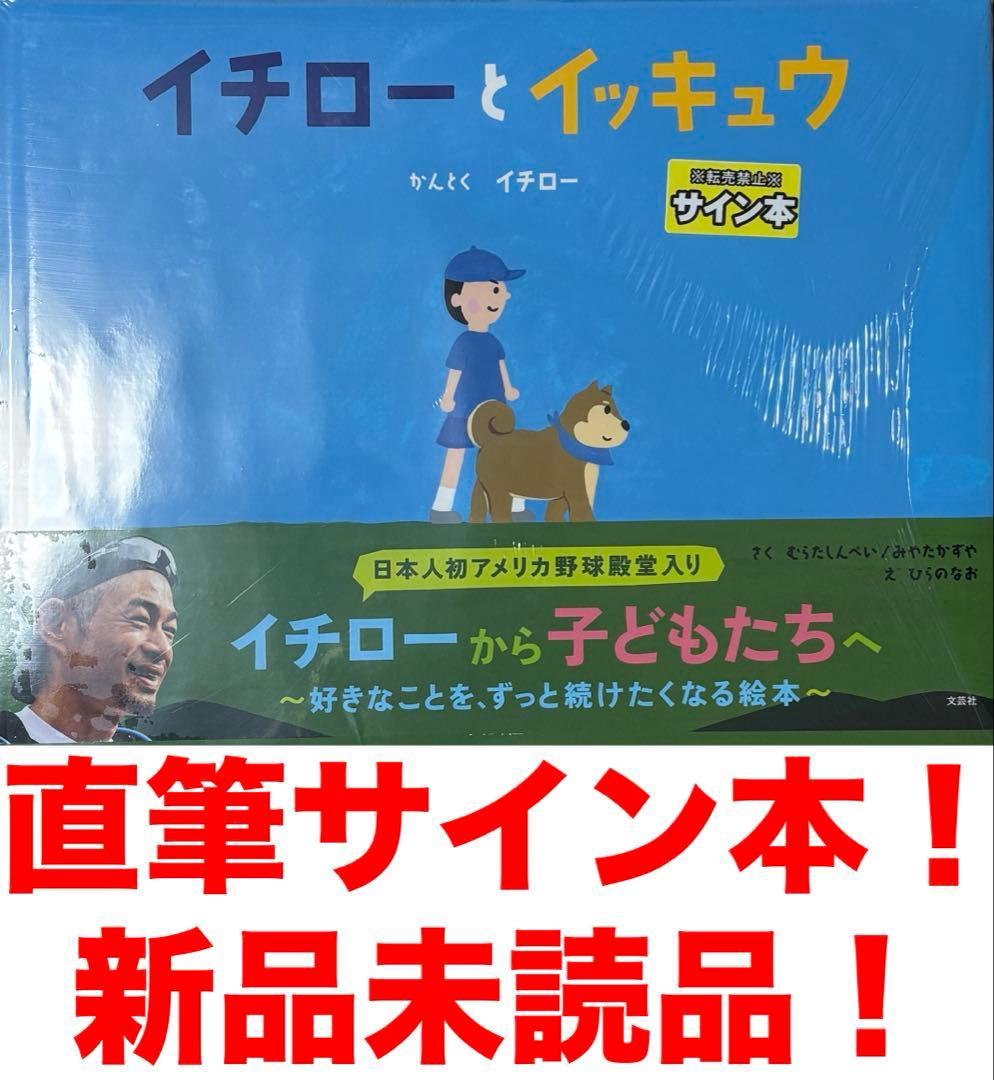 イチローとイッキュウ
かんとく イチロー
※転売禁止※
サイン本
日本人初アメリカ野球殿堂入り
さく むらたしんぺい/みやたかずや
え ひらのなお
イチローから子どもたちへ
~好きなことを、ずっと続けたくなる絵本~
文芸社
直筆サイン本!
新品未読品!